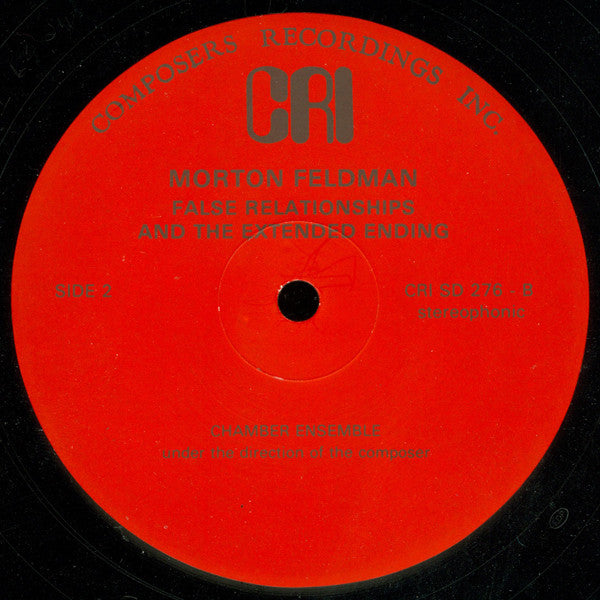 COMPOSERS RECORDINGS INC.
CRI
MORTON FELDMAN
FALSE RELATIONSHIPS
AND THE EXTENDED ENDING
SIDE 2
CRI SD 276 - B
stereophonic
CHAMBER ENSEMBLE
under the direction of the composer